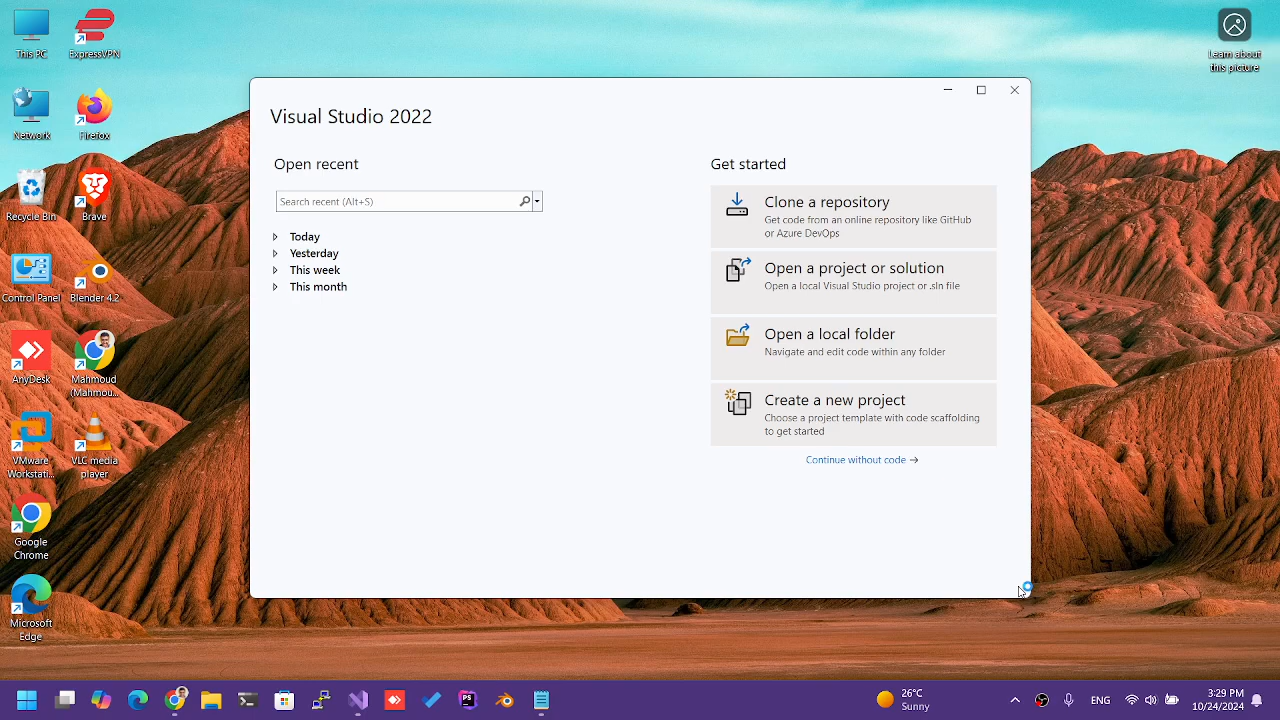 This PC
ExpressVPN
Learn about
this picture
Network
Firefox
Recycle Bin
Brave
Control Panel
Blender 4.2
AnyDesk
Mahmoud
(Mahmou...
VMware
Workstati...
VLC media
player
Google
Chrome
Microsoft
Edge
Visual Studio 2022
Open recent
Search recent (Alt+S)
Today
Yesterday
This week
This month
Get started
Clone a repository
Get code from an online repository like GitHub
or Azure DevOps
Open a project or solution
Open a local Visual Studio project or .sln file
Open a local folder
Navigate and edit code within any folder
Create a new project
Choose a project template with code scaffolding
to get started
Continue without code →
PS
26°C
Sunny
ENG
3:29 PM
10/24/2024